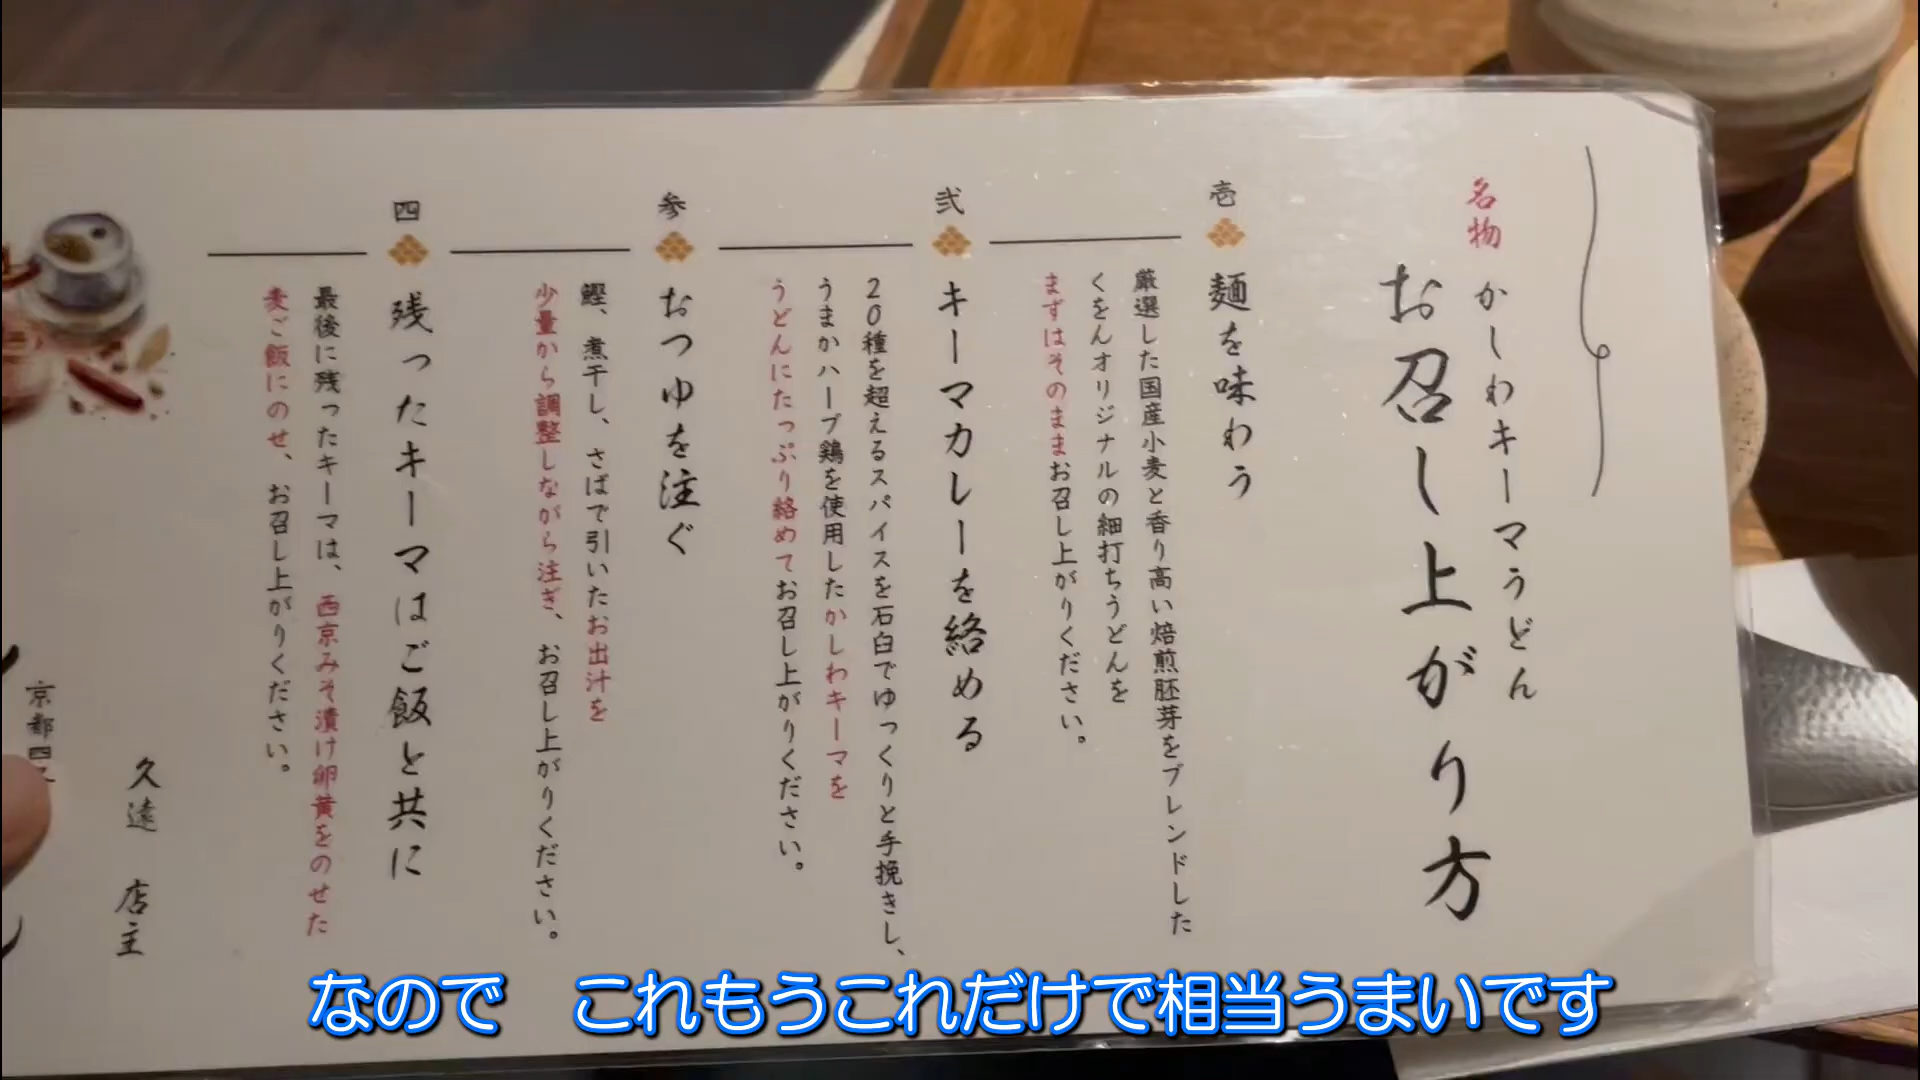 名物 かしわキーマうどん
お召し上がり方
壱
麺を味わう
厳選した国産小麦と香り高い焙煎胚芽をブレンドした
くをんオリジナルの細打ちうどんを
まずはそのままお召し上がりください。
弐
キーマカレーを絡める
20種を超えるスパイスを石臼でゆっくりと手挽きし、
うまかハーブ鶏を使用したかしわキーマを
うどんにたっぷり絡めてお召し上がりください。
参
おつゆを注ぐ
鰹、煮干し、さばで引いたお出汁を
少量から調整しながら注ぎ、お召し上がりください。
四
残ったキーマはご飯と共に
最後に残ったキーマは、西京みそ漬け卵黄をのせた
麦ご飯にのせ、お召し上がりください。
久遠 店主
京都四
なので これもうこれだけで相当うまいです